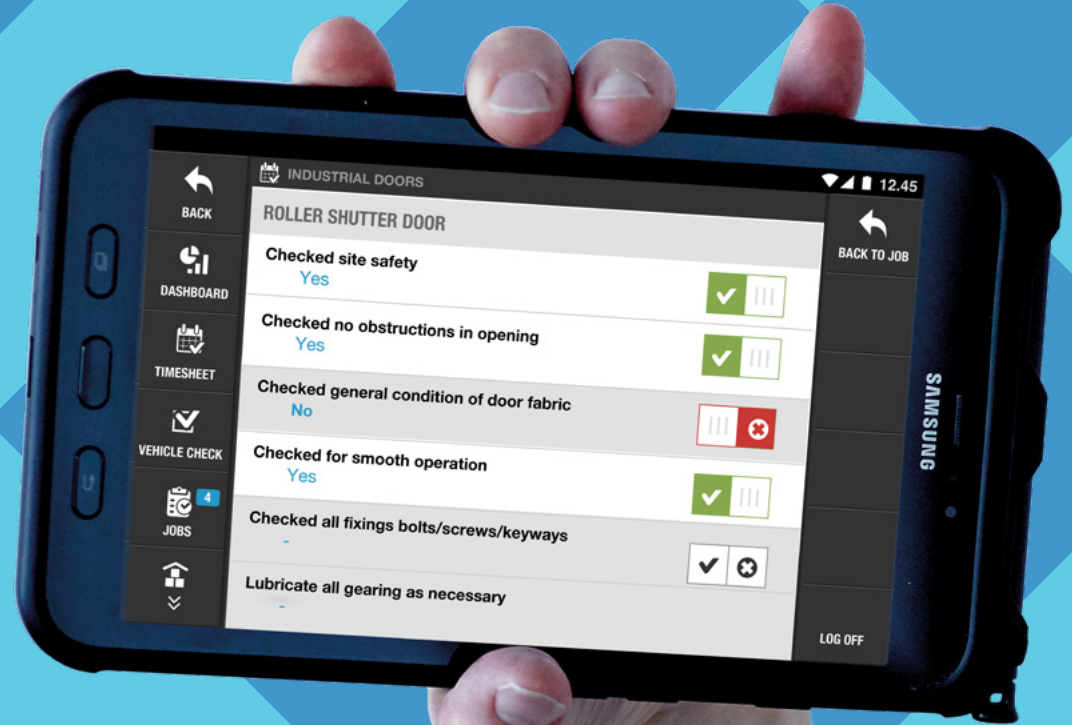 INDUSTRIAL DOORS
12.45
BACK
DASHBOARD
TIMESHEET
VEHICLE CHECK
JOBS
4
ROLLER SHUTTER DOOR
Checked site safety
Yes
Checked no obstructions in opening
Yes
Checked general condition of door fabric
No
Checked for smooth operation
Yes
Checked all fixings bolts/screws/keyways
-
Lubricate all gearing as necessary
-
BACK TO JOB
LOG OFF
SAMSUNG